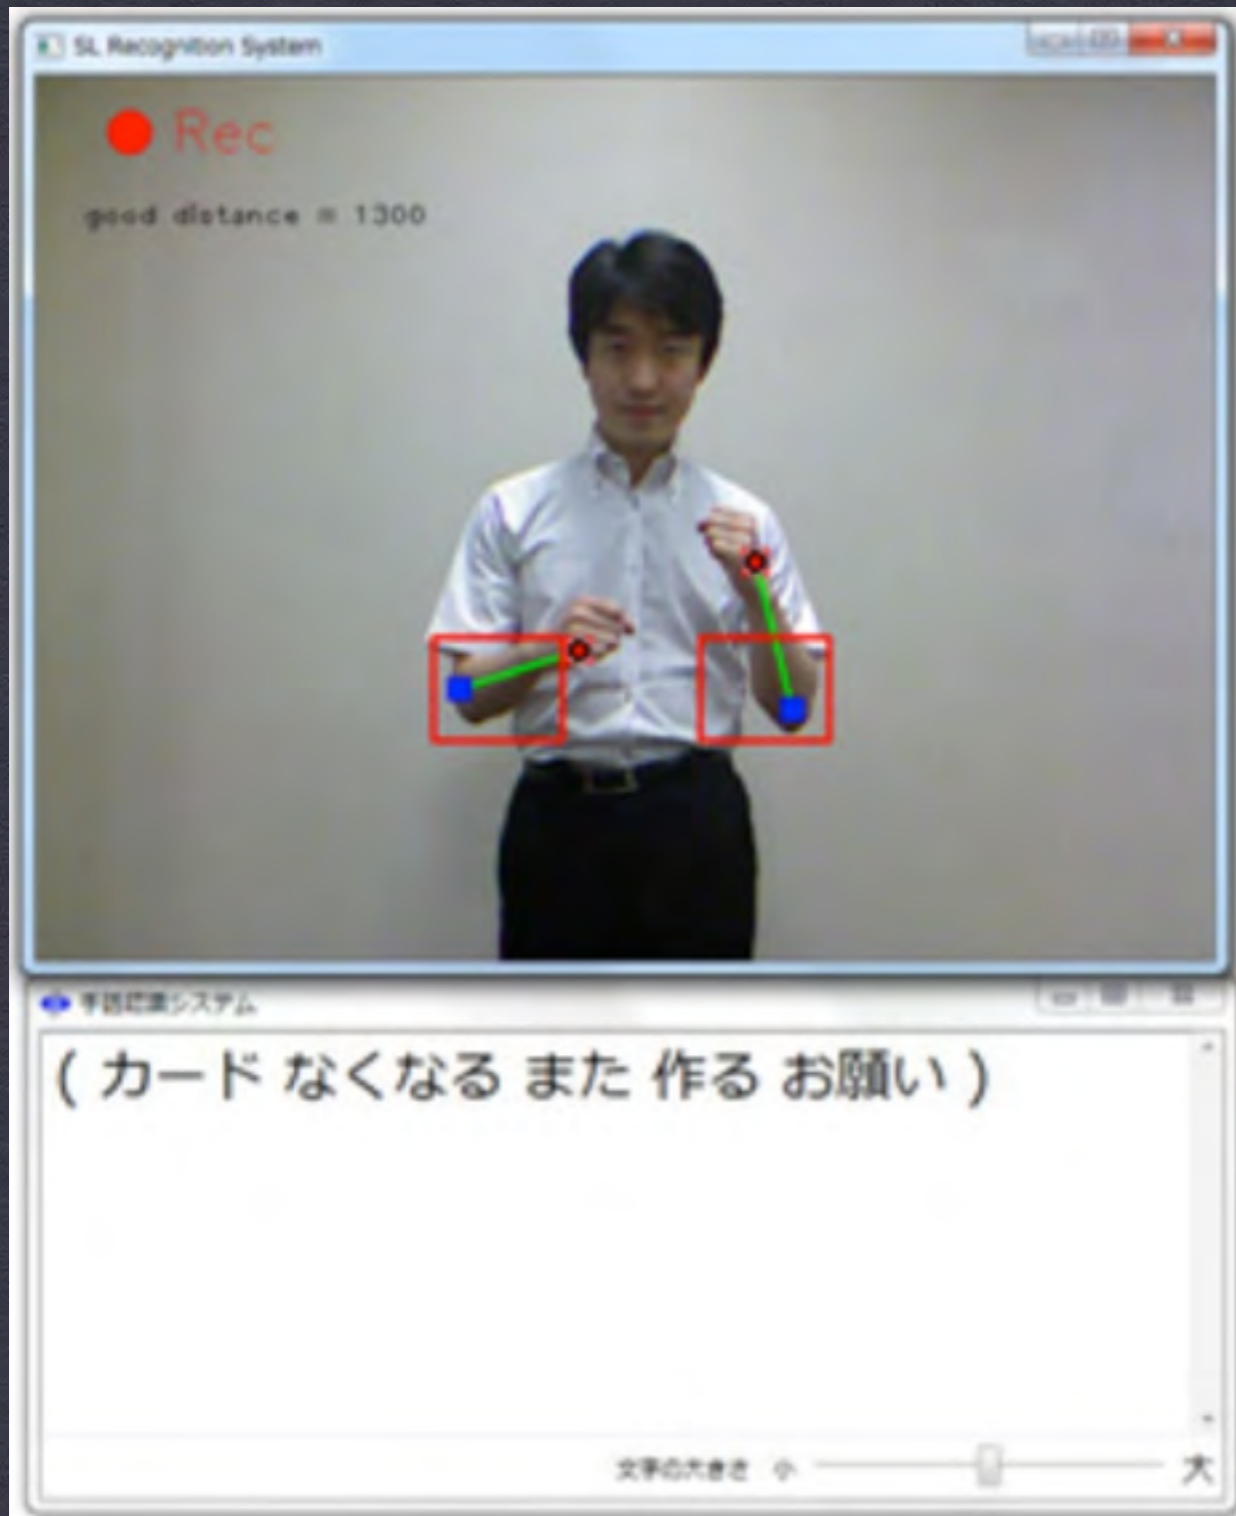 SL Recognition System
Rec
good distance = 1300
手話認識システム
( カード なくなる また 作る お願い )
文字の大きさ 小 大